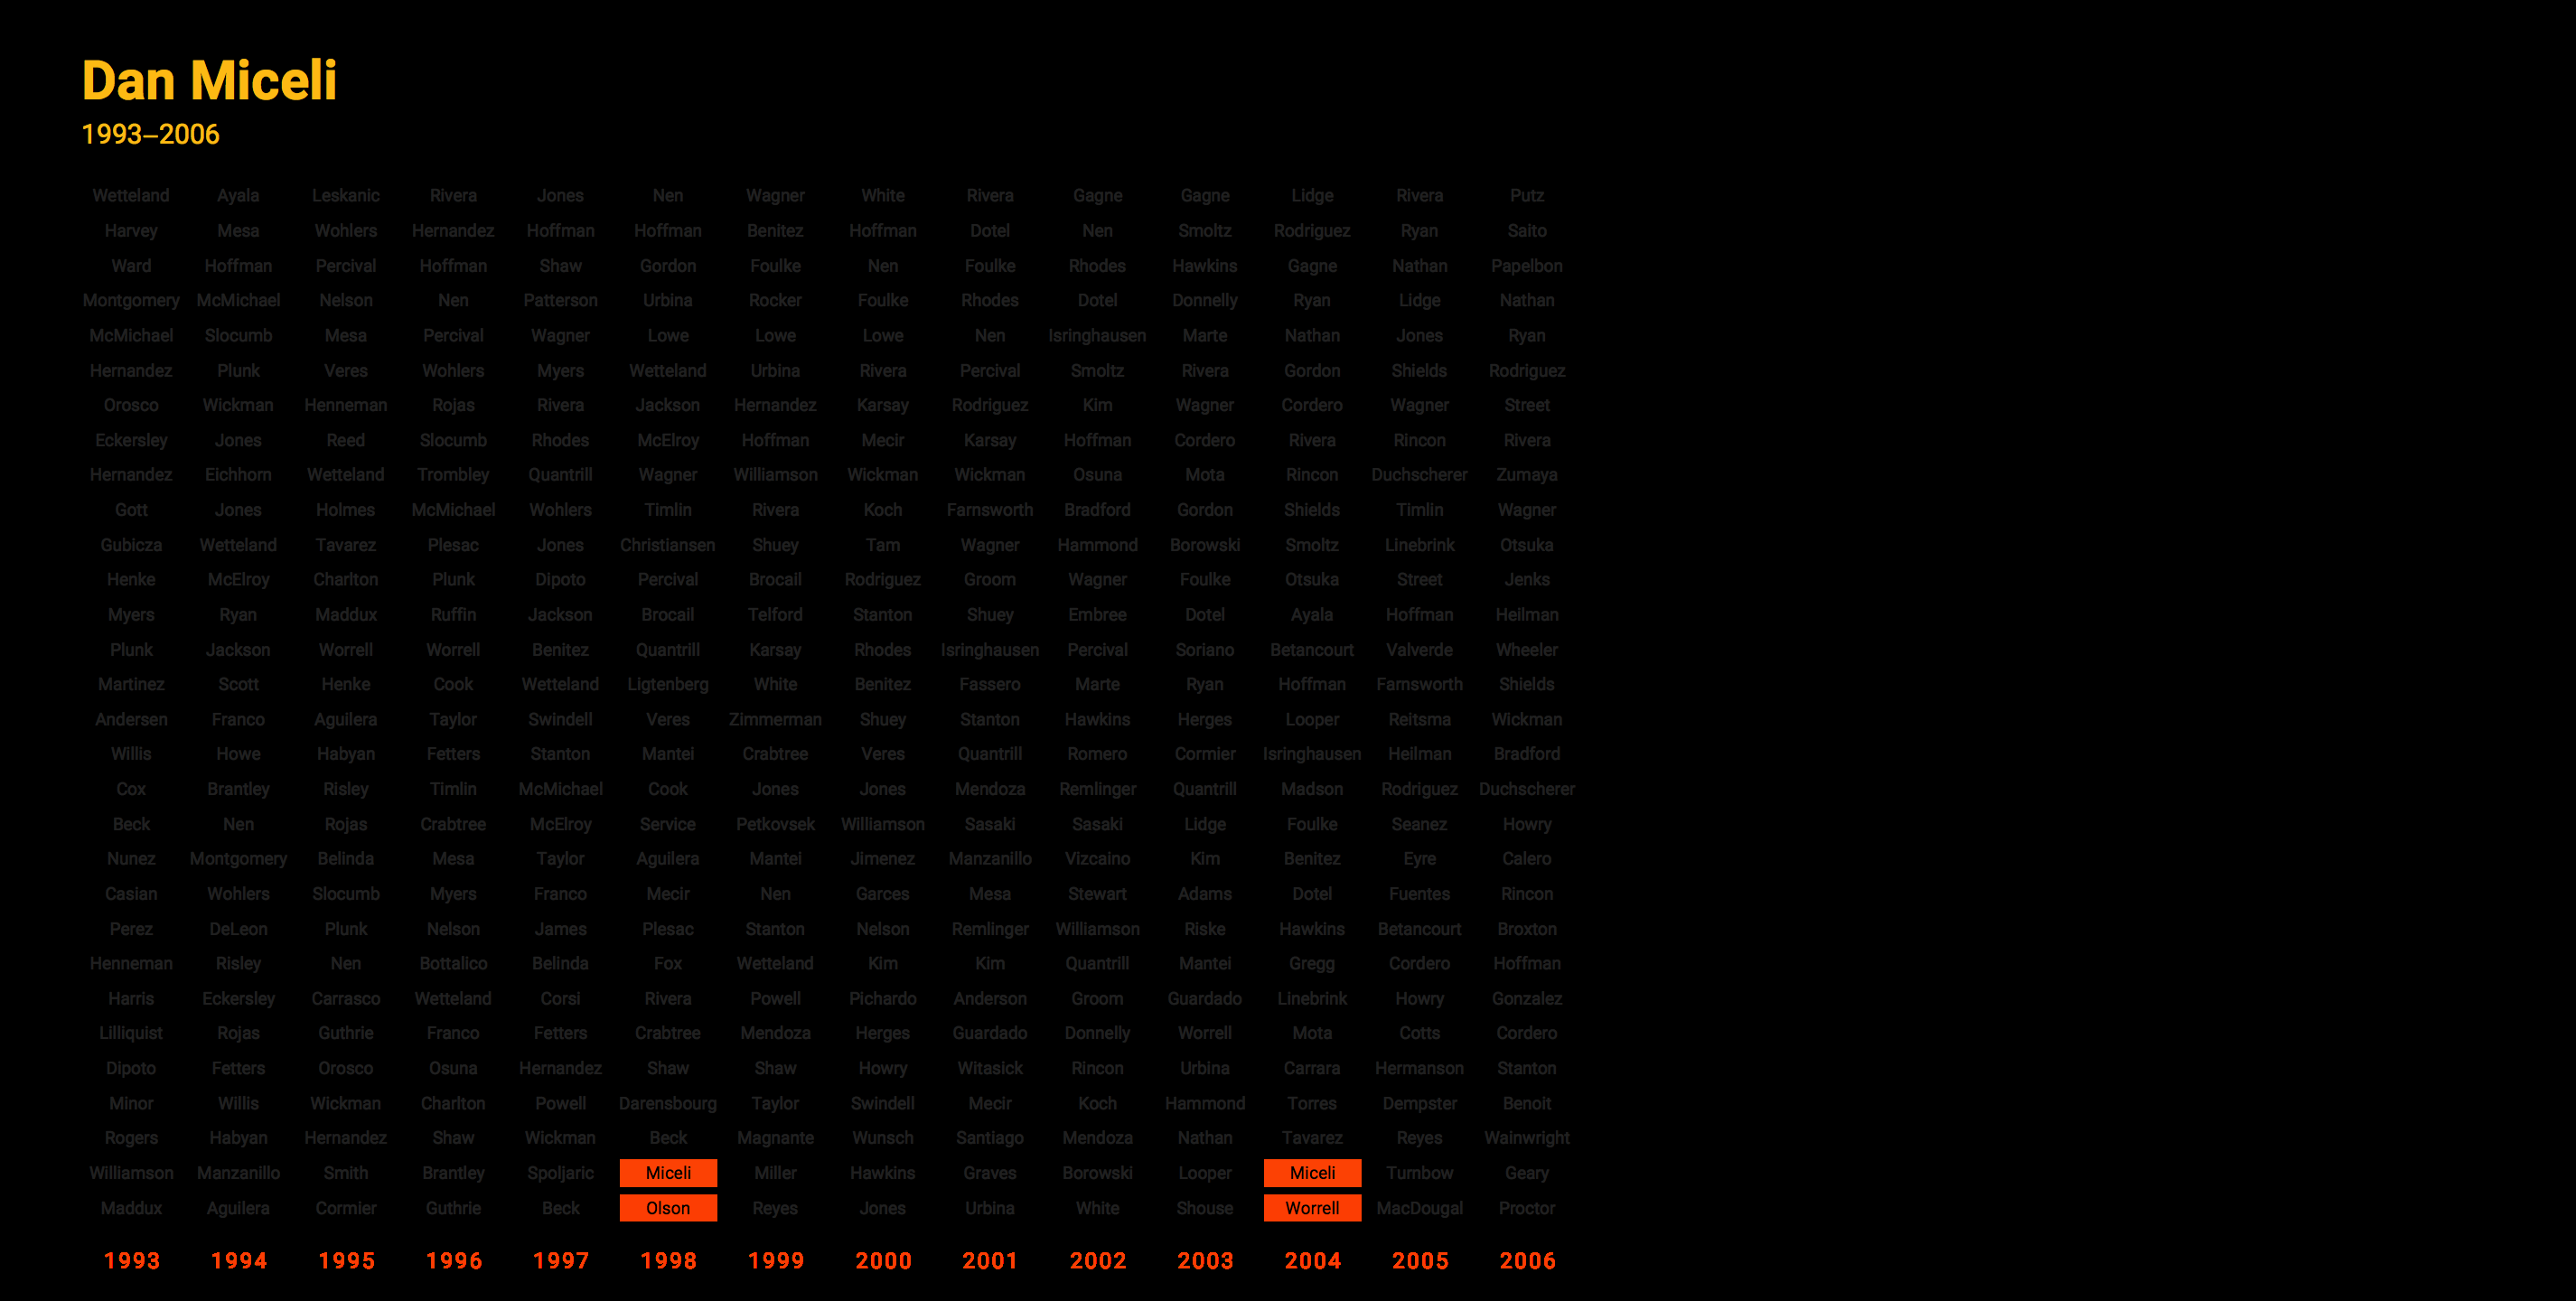 Dan Miceli
1993–2006
Wetteland Ayala Leskanic Rivera Jones Nen Wagner White Rivera Gagne Gagne Lidge Rivera Putz
Harvey Mesa Wohlers Hernandez Hoffman Hoffman Benitez Hoffman Dotel Nen Smoltz Rodriguez Ryan Saito
Ward Hoffman Percival Hoffman Shaw Gordon Foulke Nen Foulke Rhodes Hawkins Gagne Nathan Papelbon
Montgomery McMichael Nelson Nen Patterson Urbina Rocker Foulke Rhodes Dotel Donnelly Ryan Lidge Nathan
McMichael Slocumb Mesa Percival Wagner Lowe Lowe Lowe Nen Isringhausen Marte Nathan Jones Ryan
Hernandez Plunk Veres Wohlers Myers Wetteland Urbina Rivera Percival Smoltz Rivera Gordon Shields Rodriguez
Orosco Wickman Henneman Rojas Rivera Jackson Hernandez Karsay Rodriguez Kim Wagner Cordero Wagner Street
Eckersley Jones Reed Slocumb Rhodes McElroy Hoffman Mecir Karsay Hoffman Cordero Rivera Rincon Rivera
Hernandez Eichhorn Wetteland Trombley Quantrill Wagner Williamson Wickman Wickman Osuna Mota Rincon Duchscherer Zumaya
Gott Jones Holmes McMichael Wohlers Timlin Rivera Koch Farnsworth Bradford Gordon Shields Timlin Wagner
Gubicza Wetteland Tavarez Plesac Jones Christiansen Shuey Tam Wagner Hammond Borowski Smoltz Linebrink Otsuka
Henke McElroy Charlton Plunk Dipoto Percival Brocail Rodriguez Groom Wagner Foulke Otsuka Street Jenks
Myers Ryan Maddux Ruffin Jackson Brocail Telford Stanton Shuey Embree Dotel Ayala Hoffman Heilman
Plunk Jackson Worrell Worrell Benitez Quantrill Karsay Rhodes Isringhausen Percival Soriano Betancourt Valverde Wheeler
Martinez Scott Henke Cook Wetteland Ligtenberg White Benitez Fassero Marte Ryan Hoffman Farnsworth Shields
Andersen Franco Aguilera Taylor Swindell Veres Zimmerman Shuey Stanton Hawkins Herges Looper Reitsma Wickman
Willis Howe Habyan Fetters Stanton Mantei Crabtree Veres Quantrill Romero Cormier Isringhausen Heilman Bradford
Cox Brantley Risley Timlin McMichael Cook Jones Jones Mendoza Remlinger Quantrill Madson Rodriguez Duchscherer
Beck Nen Rojas Crabtree McElroy Service Petkovsek Williamson Sasaki Sasaki Lidge Foulke Seanez Howry
Nunez Montgomery Belinda Mesa Taylor Aguilera Mantei Jimenez Manzanillo Vizcaino Kim Benitez Eyre Calero
Casian Wohlers Slocumb Myers Franco Mecir Nen Garces Mesa Stewart Adams Dotel Fuentes Rincon
Perez DeLeon Plunk Nelson James Plesac Stanton Nelson Remlinger Williamson Riske Hawkins Betancourt Broxton
Henneman Risley Nen Bottalico Belinda Fox Wetteland Kim Kim Quantrill Mantei Gregg Cordero Hoffman
Harris Eckersley Carrasco Wetteland Corsi Rivera Powell Pichardo Anderson Groom Guardado Linebrink Howry Gonzalez
Lilliquist Rojas Guthrie Franco Fetters Crabtree Mendoza Herges Guardado Donnelly Worrell Mota Cotts Cordero
Dipoto Fetters Orosco Osuna Hernandez Shaw Shaw Howry Witasick Rincon Urbina Carrara Hermanson Stanton
Minor Willis Wickman Charlton Powell Darensbourg Taylor Swindell Mecir Koch Hammond Torres Dempster Benoit
Rogers Habyan Hernandez Shaw Wickman Beck Magnante Wunsch Santiago Mendoza Nathan Tavarez Reyes Wainwright
Williamson Manzanillo Smith Brantley Spoljaric Miceli Miller Hawkins Graves Borowski Looper Miceli Turnbow Geary
Maddux Aguilera Cormier Guthrie Beck Olson Reyes Jones Urbina White Shouse Worrell MacDougal Proctor
1993 1994 1995 1996 1997 1998 1999 2000 2001 2002 2003 2004 2005 2006